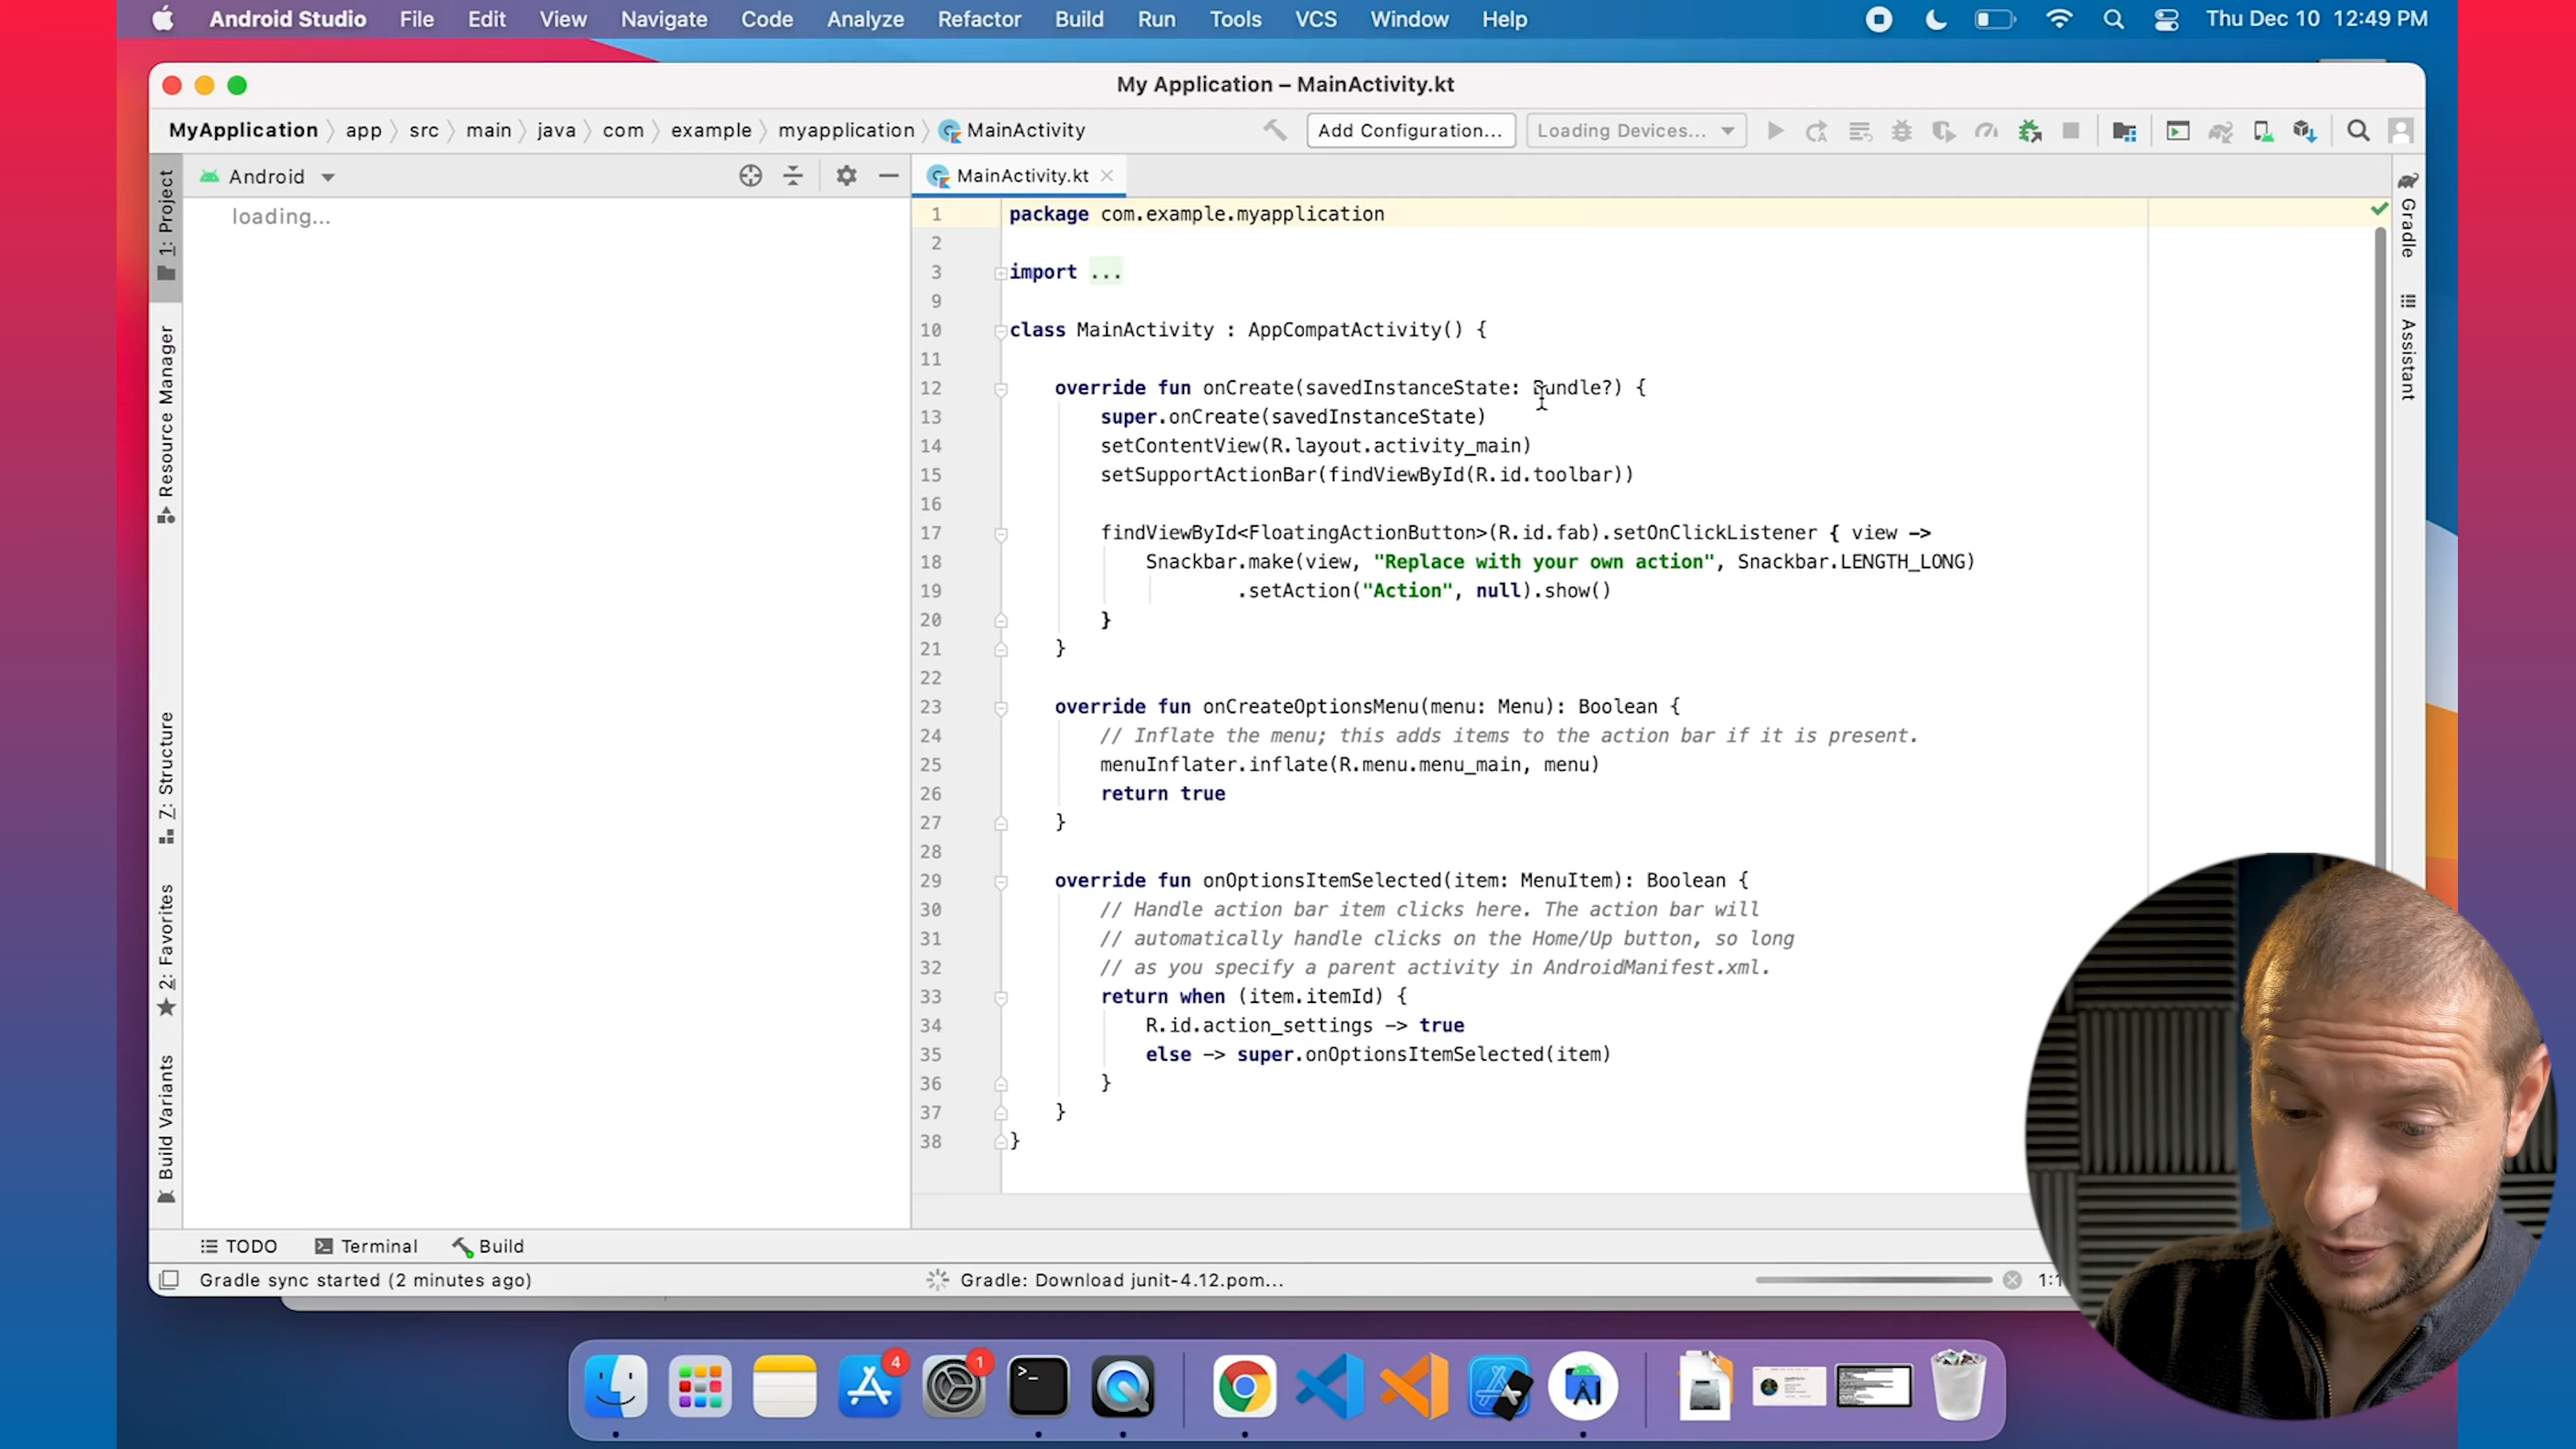 Android Studio File Edit View Navigate Code Analyze Refactor Build Run Tools VCS Window Help Thu Dec 10 12:49 PM
My Application – MainActivity.kt
MyApplication app src main java com example myapplication MainActivity Add Configuration... Loading Devices...
Android
MainActivity.kt
loading...
1: Project
Resource Manager
7: Structure
2: Favorites
Build Variants
1 package com.example.myapplication
2
3 import ...
9
10 class MainActivity : AppCompatActivity() {
11
12 override fun onCreate(savedInstanceState: Bundle?) {
13 super.onCreate(savedInstanceState)
14 setContentView(R.layout.activity_main)
15 setSupportActionBar(findViewById(R.id.toolbar))
16
17 findViewById<FloatingActionButton>(R.id.fab).setOnClickListener { view ->
18 Snackbar.make(view, "Replace with your own action", Snackbar.LENGTH_LONG)
19 .setAction("Action", null).show()
20 }
21 }
22
23 override fun onCreateOptionsMenu(menu: Menu): Boolean {
24 // Inflate the menu; this adds items to the action bar if it is present.
25 menuInflater.inflate(R.menu.menu_main, menu)
26 return true
27 }
28
29 override fun onOptionsItemSelected(item: MenuItem): Boolean {
30 // Handle action bar item clicks here. The action bar will
31 // automatically handle clicks on the Home/Up button, so long
32 // as you specify a parent activity in AndroidManifest.xml.
33 return when (item.itemId) {
34 R.id.action_settings -> true
35 else -> super.onOptionsItemSelected(item)
36 }
37 }
38 }
Gradle
Assistant
TODO Terminal Build
Gradle sync started (2 minutes ago) Gradle: Download junit-4.12.pom... 1:1
4
1